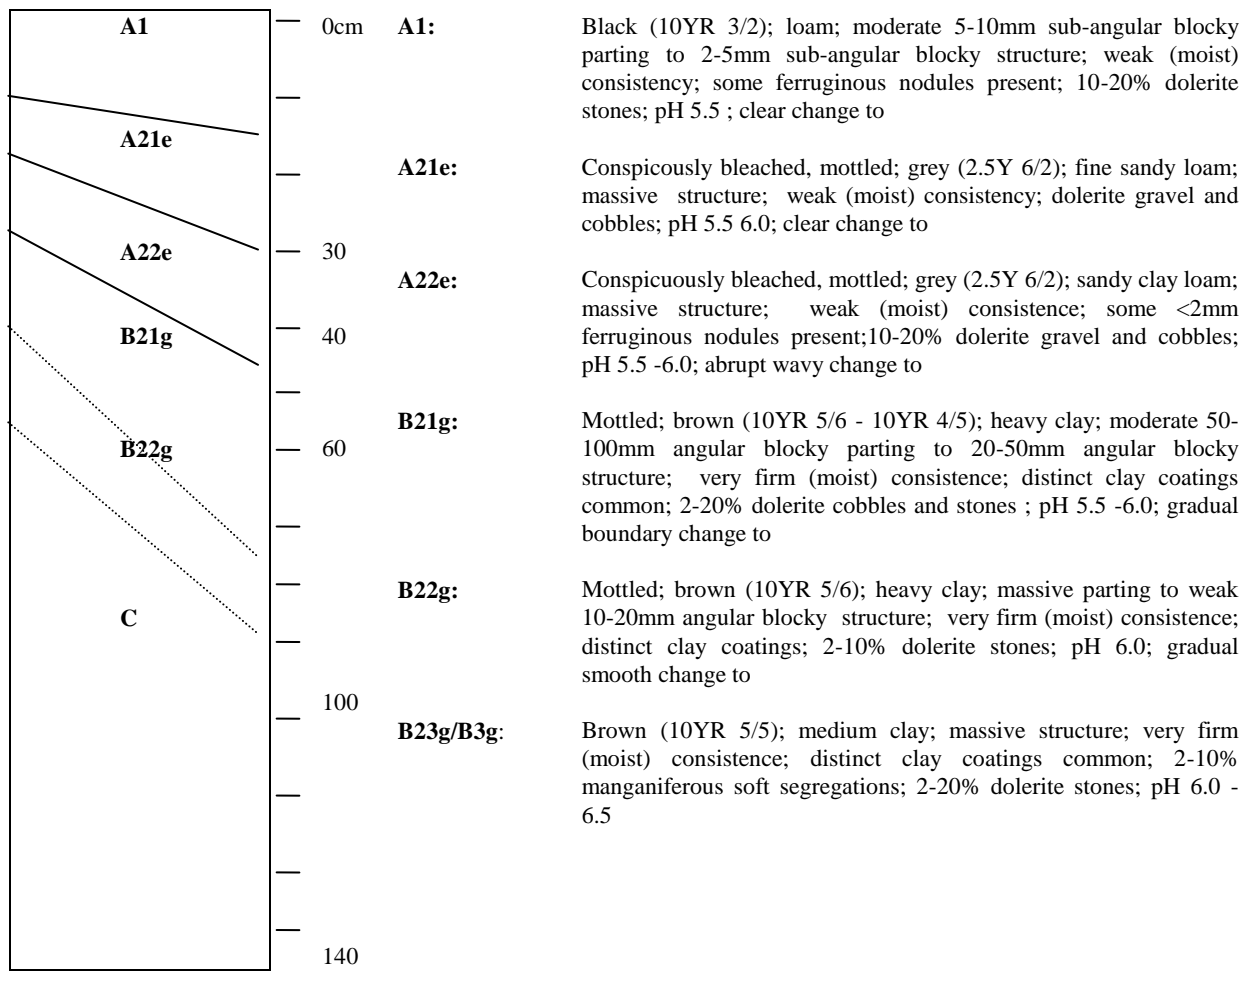 A1
A21e
A22e
B21g
B22g
C
0cm
30
40
60
100
140
A1:
Black (10YR 3/2); loam; moderate 5-10mm sub-angular blocky
parting to 2-5mm sub-angular blocky structure; weak (moist)
consistency; some ferruginous nodules present; 10-20% dolerite
stones; pH 5.5 ; clear change to
A21e:
Conspicously bleached, mottled; grey (2.5Y 6/2); fine sandy loam;
massive structure; weak (moist) consistency; dolerite gravel and
cobbles; pH 5.5 6.0; clear change to
A22e:
Conspicuously bleached, mottled; grey (2.5Y 6/2); sandy clay loam;
massive structure; weak (moist) consistence; some <2mm
ferruginous nodules present;10-20% dolerite gravel and cobbles;
pH 5.5 -6.0; abrupt wavy change to
B21g:
Mottled; brown (10YR 5/6 - 10YR 4/5); heavy clay; moderate 50-
100mm angular blocky parting to 20-50mm angular blocky
structure; very firm (moist) consistence; distinct clay coatings
common; 2-20% dolerite cobbles and stones ; pH 5.5 -6.0; gradual
boundary change to
B22g:
Mottled; brown (10YR 5/6); heavy clay; massive parting to weak
10-20mm angular blocky structure; very firm (moist) consistence;
distinct clay coatings; 2-10% dolerite stones; pH 6.0; gradual
smooth change to
B23g/B3g:
Brown (10YR 5/5); medium clay; massive structure; very firm
(moist) consistence; distinct clay coatings common; 2-10%
manganiferous soft segregations; 2-20% dolerite stones; pH 6.0 -
6.5